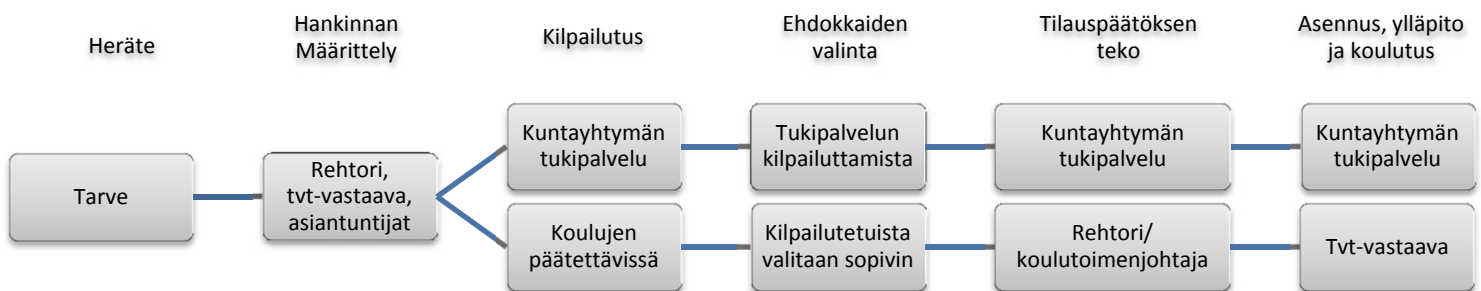 Heräte
Hankinnan
Määrittely
Kilpailutus
Ehdokkaiden
valinta
Tilauspäätöksen
teko
Asennus, ylläpito
ja koulutus
Tarve
Rehtori,
tvt-vastaava,
asiantuntijat
Kuntayhtymän
tukipalvelu
Tukipalvelun
kilpailuttamista
Kuntayhtymän
tukipalvelu
Kuntayhtymän
tukipalvelu
Koulujen
päätettävissä
Kilpailutetuista
valitaan sopivin
Rehtori/
koulutoimenjohtaja
Tvt-vastaava